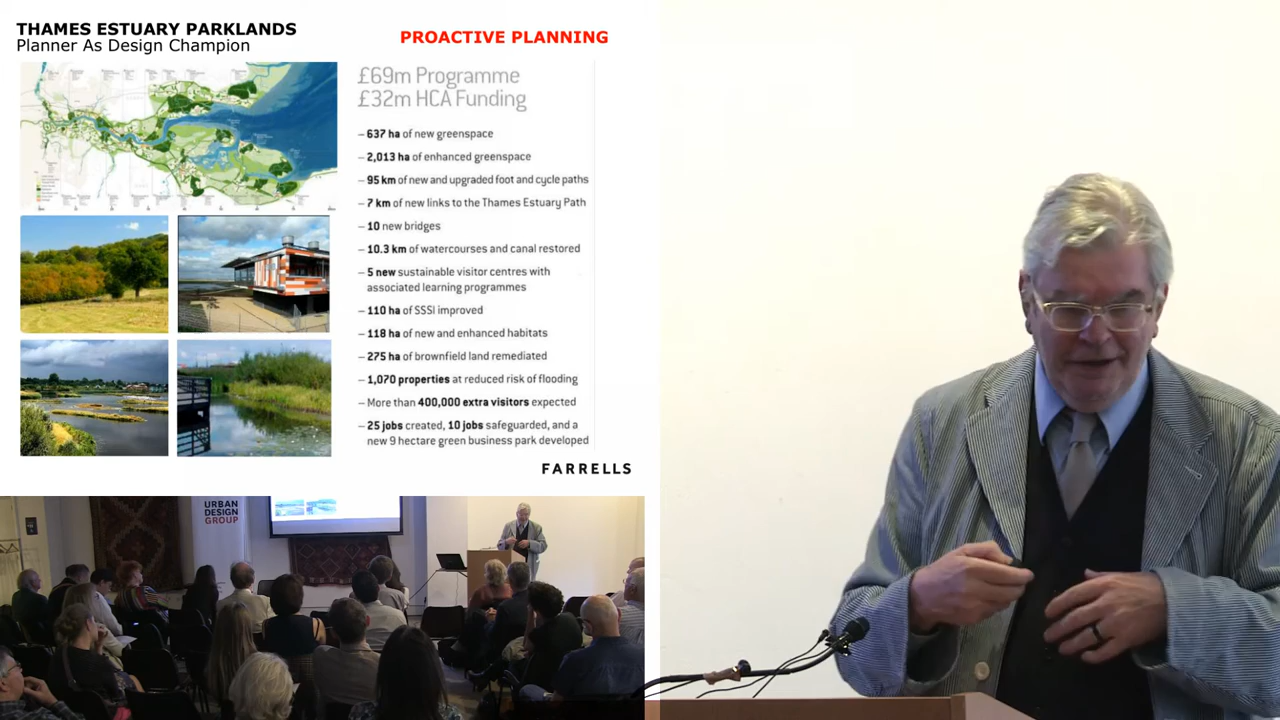 THAMES ESTUARY PARKLANDS
Planner As Design Champion
PROACTIVE PLANNING
£69m Programme
£32m HCA Funding
– 637 ha of new greenspace
– 2,013 ha of enhanced greenspace
– 95 km of new and upgraded foot and cycle paths
– 7 km of new links to the Thames Estuary Path
– 10 new bridges
– 10.3 km of watercourses and canal restored
– 5 new sustainable visitor centres with
associated learning programmes
– 110 ha of SSSI improved
– 118 ha of new and enhanced habitats
– 275 ha of brownfield land remediated
– 1,070 properties at reduced risk of flooding
– More than 400,000 extra visitors expected
– 25 jobs created, 10 jobs safeguarded, and a
new 9 hectare green business park developed
FARRELLS
URBAN
DESIGN
GROUP